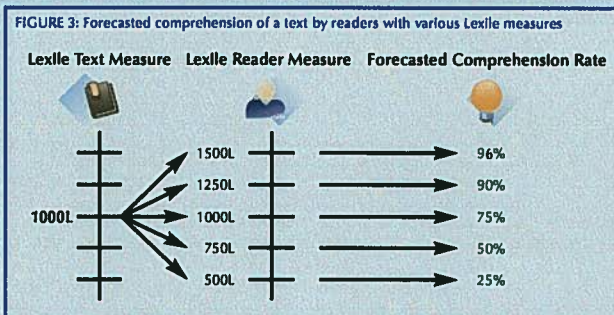 FIGURE 3: Forecasted comprehension of a text by readers with various Lexile measures
Lexile Text Measure Lexile Reader Measure Forecasted Comprehension Rate
1500L 96%
1250L 90%
1000L 1000L 75%
750L 50%
500L 25%